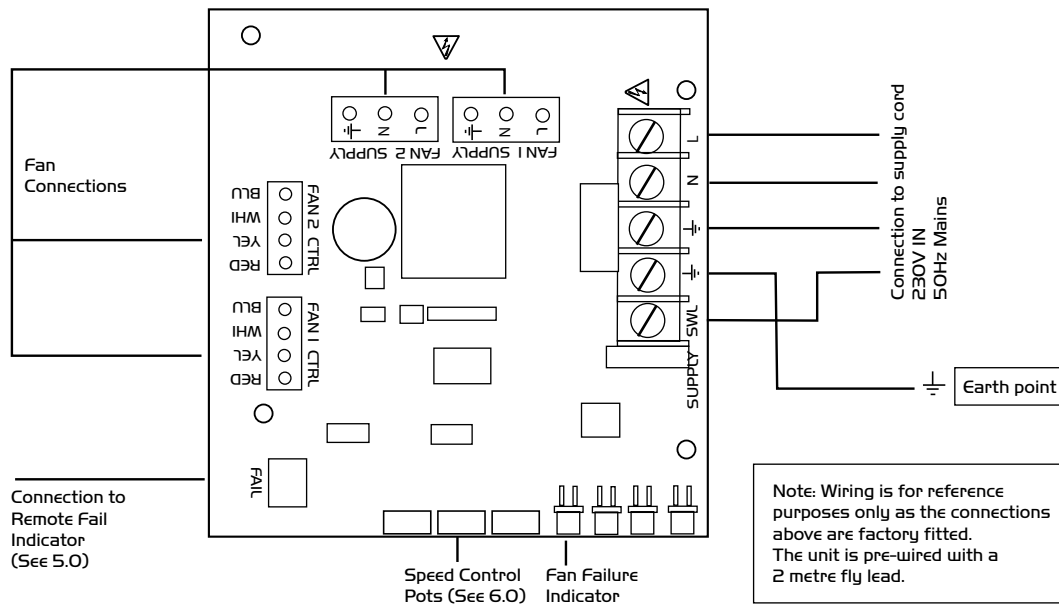 Fan
Connections
⏚ N L
FAN 2 SUPPLY
⏚ N L
FAN 1 SUPPLY
BLU
WHI
YEL
RED
FAN 2 CTRL
BLU
WHI
YEL
RED
FAN 1 CTRL
FAIL
L
N
⏚
⏚
SWL
SUPPLY
Connection to supply cord
230V IN
50Hz Mains
⏚ Earth point
Connection to
Remote Fail
Indicator
(See 5.0)
Speed Control
Pots (See 6.0)
Fan Failure
Indicator
Note: Wiring is for reference
purposes only as the connections
above are factory fitted.
The unit is pre-wired with a
2 metre fly lead.